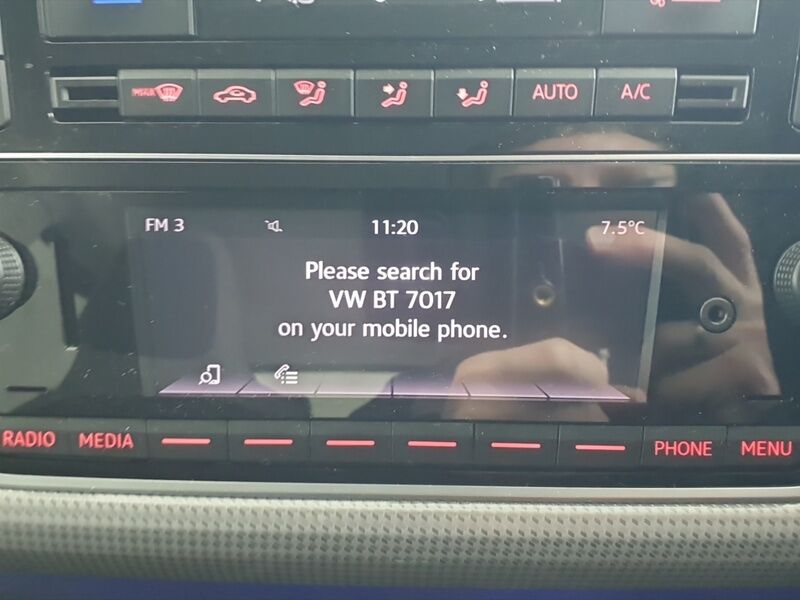 AUTO A/C
FM 3 11:20 7.5°C
Please search for
VW BT 7017
on your mobile phone.
RADIO MEDIA PHONE MENU